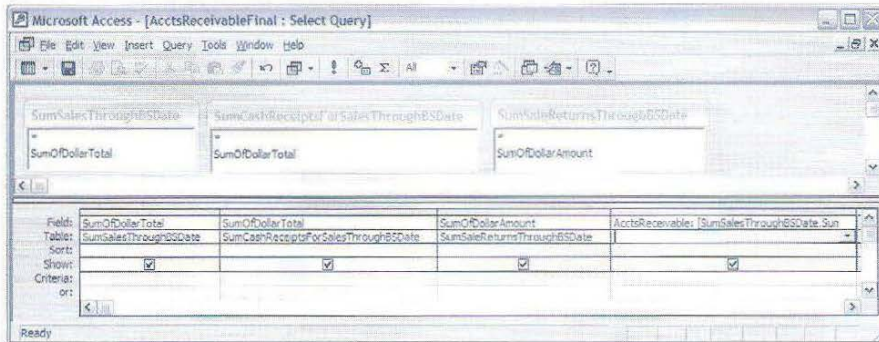 Microsoft Access - [AcctsReceivableFinal : Select Query]
File Edit View Insert Query Tools Window Help
All
SumSalesThroughBSDate SumCashReceiptsForSalesThroughBSDate SumSaleReturnsThroughBSDate
* * *
SumOfDollarTotal SumOfDollarTotal SumOfDollarAmount
Field: SumOfDollarTotal SumOfDollarTotal SumOfDollarAmount AcctsReceivable: [SumSalesThroughBSDate.Sun
Table: SumSalesThroughBSDate SumCashReceiptsForSalesThroughBSDate SumSaleReturnsThroughBSDate
Sort:
Show:
Criteria:
or:
Ready